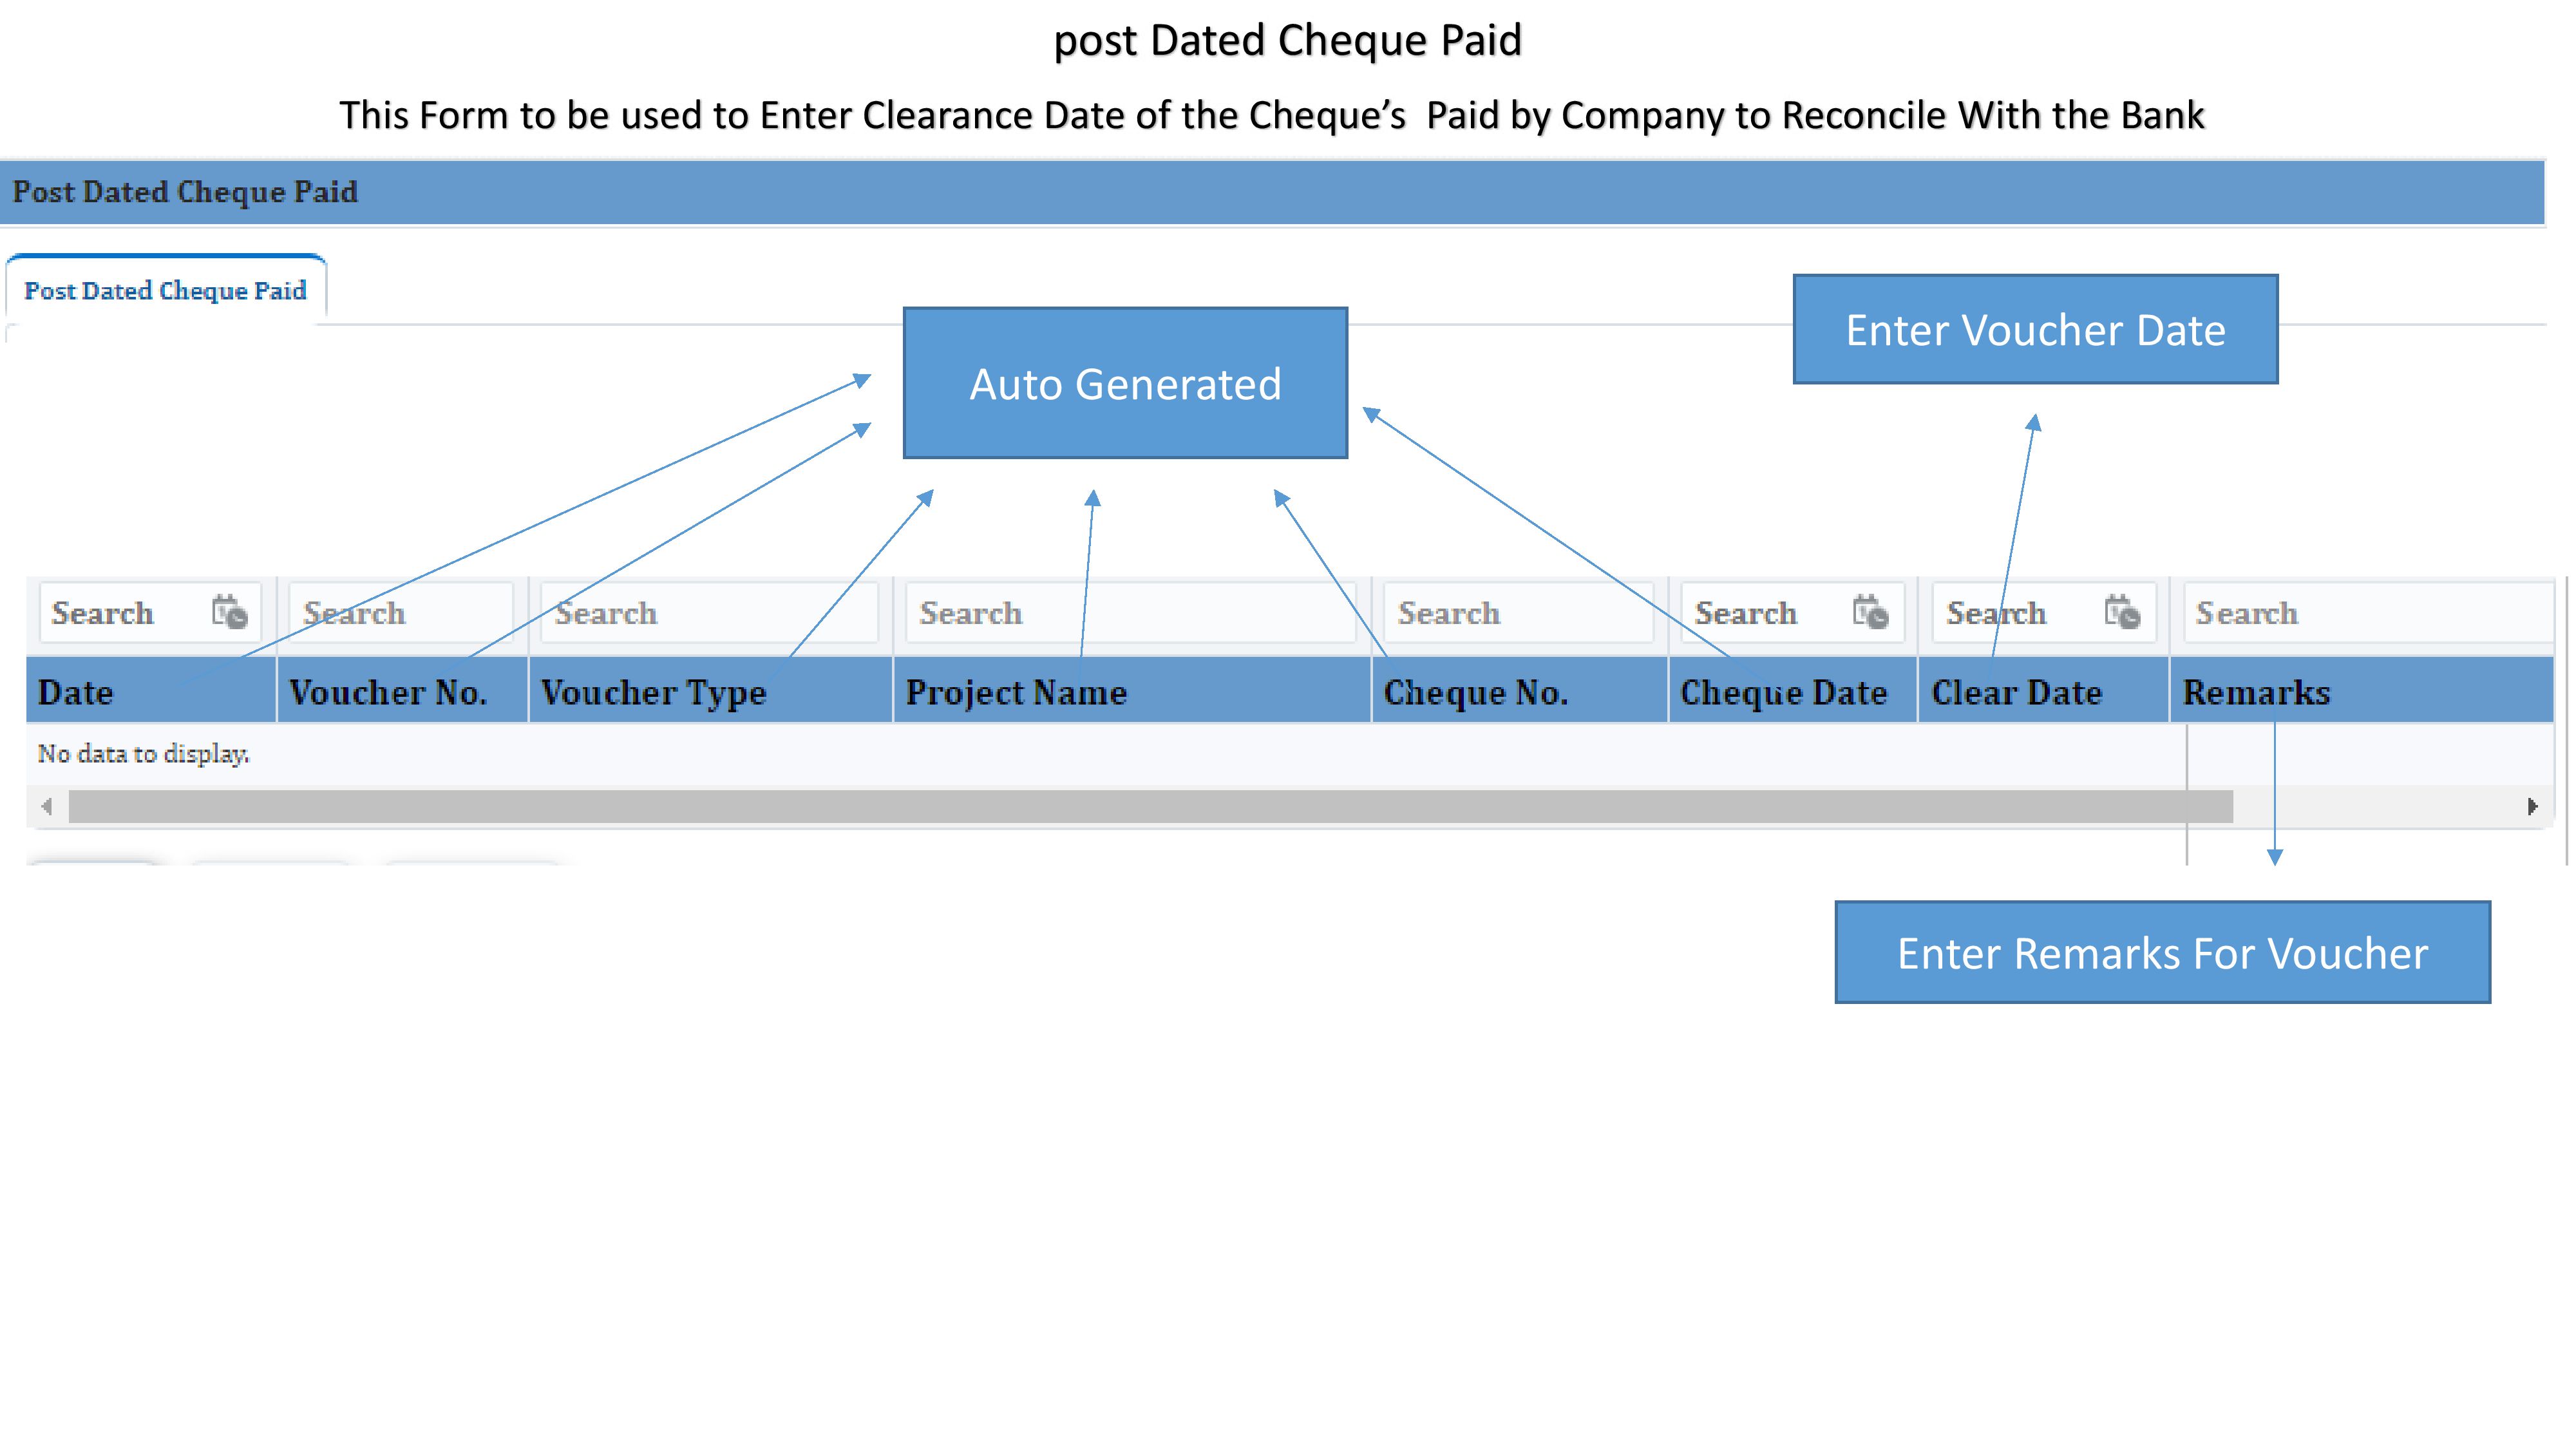 post Dated Cheque Paid
This Form to be used to Enter Clearance Date of the Cheque’s  Paid by Company to Reconcile With the Bank
Post Dated Cheque Paid
Post Dated Cheque Paid
Enter Voucher Date
Auto Generated
Search Search Search Search Search Search Search Search
Date Voucher No. Voucher Type Project Name Cheque No. Cheque Date Clear Date Remarks
No data to display.
Enter Remarks For Voucher